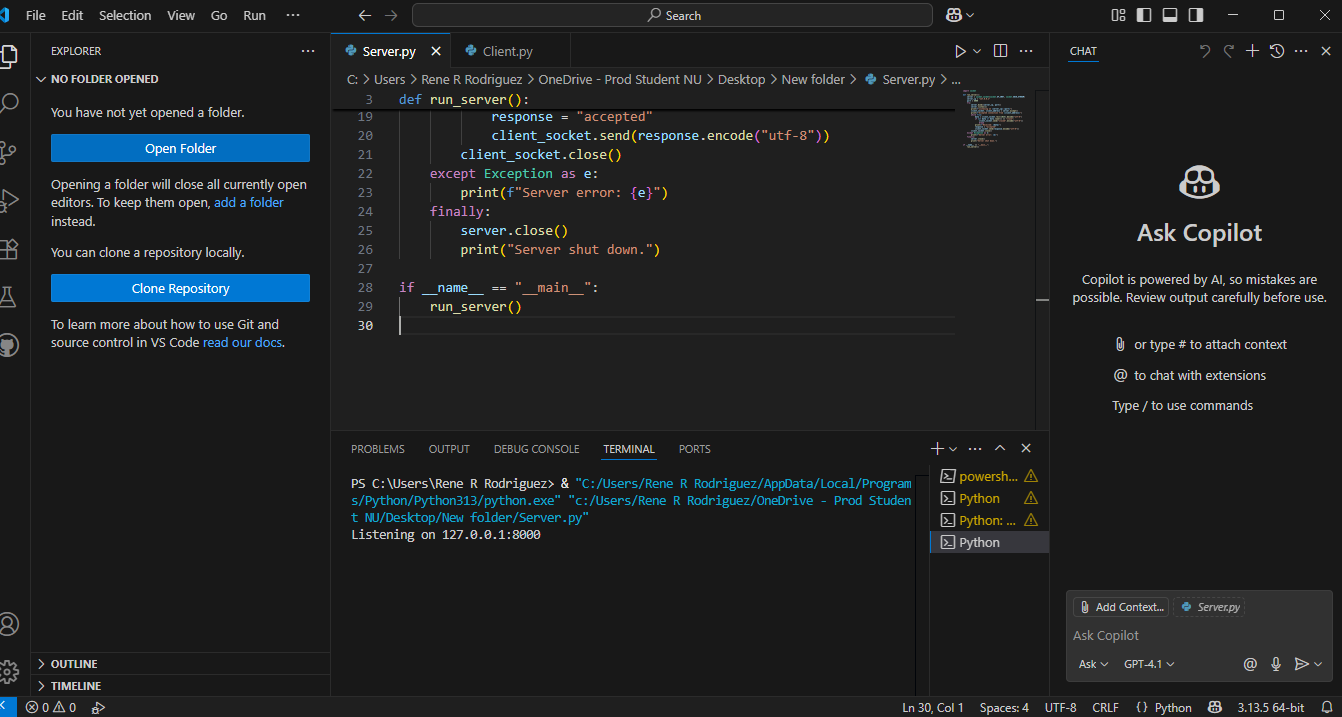 File Edit Selection View Go Run ···
Search
EXPLORER
NO FOLDER OPENED
You have not yet opened a folder.
Open Folder
Opening a folder will close all currently open
editors. To keep them open, add a folder
instead.
You can clone a repository locally.
Clone Repository
To learn more about how to use Git and
source control in VS Code read our docs.
OUTLINE
TIMELINE
Server.py
Client.py
C: > Users > Rene R Rodriguez > OneDrive - Prod Student NU > Desktop > New folder > Server.py > ...
3 def run_server():
19 response = "accepted"
20 client_socket.send(response.encode("utf-8"))
21 client_socket.close()
22 except Exception as e:
23 print(f"Server error: {e}")
24 finally:
25 server.close()
26 print("Server shut down.")
27
28 if __name__ == "__main__":
29 run_server()
30
PROBLEMS OUTPUT DEBUG CONSOLE TERMINAL PORTS
PS C:\Users\Rene R Rodriguez> & "C:/Users/Rene R Rodriguez/AppData/Local/Program
s/Python/Python313/python.exe" "c:/Users/Rene R Rodriguez/OneDrive - Prod Studen
t NU/Desktop/New folder/Server.py"
Listening on 127.0.0.1:8000
powersh...
Python
Python: ...
Python
CHAT
Ask Copilot
Copilot is powered by AI, so mistakes are
possible. Review output carefully before use.
or type # to attach context
@ to chat with extensions
Type / to use commands
Add Context...
Server.py
Ask Copilot
Ask GPT-4.1
0 0
Ln 30, Col 1 Spaces: 4 UTF-8 CRLF { } Python 3.13.5 64-bit